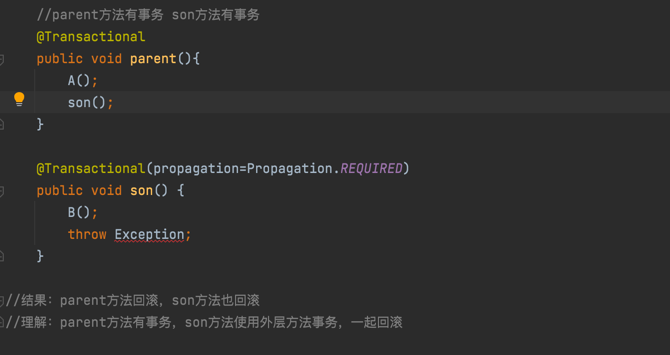 //parent方法有事务 son方法有事务
@Transactional
public void parent(){
A();
son();
}
@Transactional(propagation=Propagation.REQUIRED)
public void son() {
B();
throw Exception;
}
//结果：parent方法回滚，son方法也回滚
//理解：parent方法有事务，son方法使用外层方法事务，一起回滚